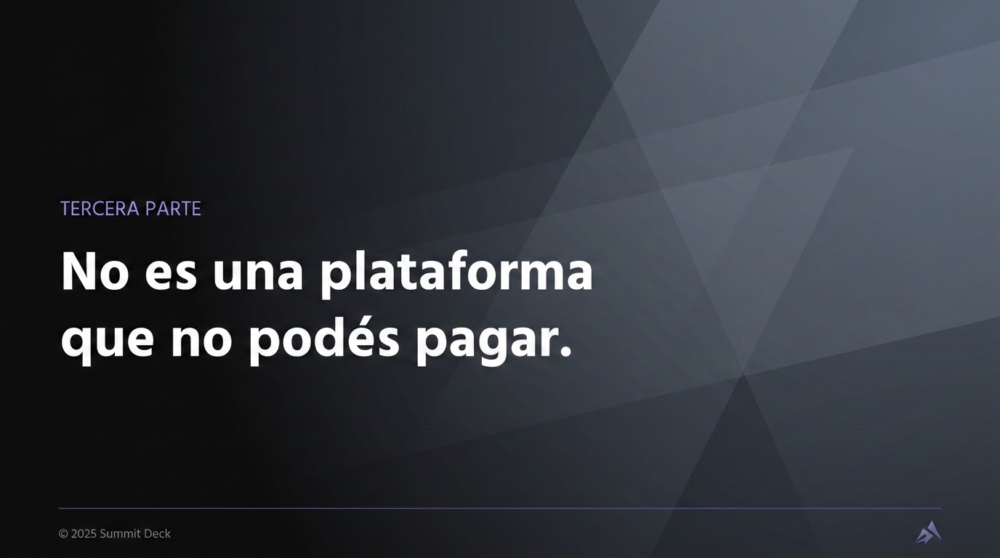 TERCERA PARTE
No es una plataforma
que no podés pagar.
© 2025 Summit Deck